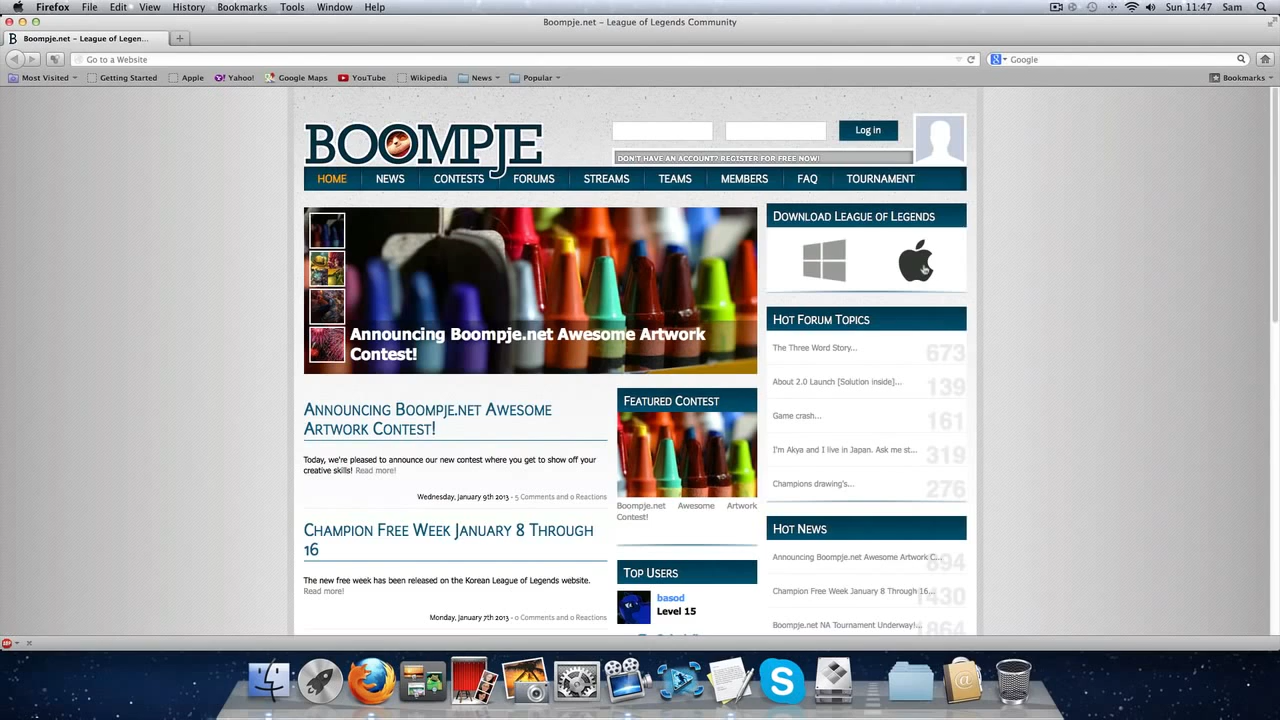 Firefox File Edit View History Bookmarks Tools Window Help Sun 11:47 Sam
Boompje.net – League of Legends Community
Boompje.net – League of Legen...
Go to a Website
Google
Most Visited Getting Started Apple Yahoo! Google Maps YouTube Wikipedia News Popular Bookmarks
BOOMPJE
Log in
DON'T HAVE AN ACCOUNT? REGISTER FOR FREE NOW!
HOME NEWS CONTESTS FORUMS STREAMS TEAMS MEMBERS FAQ TOURNAMENT
Announcing Boompje.net Awesome Artwork
Contest!
Announcing Boompje.net Awesome
Artwork Contest!
Today, we're pleased to announce our new contest where you get to show off your
creative skills! Read more!
Wednesday, January 9th 2013 - 5 Comments and 0 Reactions
Champion Free Week January 8 Through
16
The new free week has been released on the Korean League of Legends website.
Read more!
Monday, January 7th 2013 - 0 Comments and 0 Reactions
Featured Contest
Boompje.net Awesome Artwork
Contest!
Top Users
basod
Level 15
Download League of Legends
Hot Forum Topics
The Three Word Story... 673
About 2.0 Launch [Solution inside]... 139
Game crash... 161
I'm Akya and I live in Japan. Ask me st... 319
Champions drawing's... 276
Hot News
Announcing Boompje.net Awesome Artwork C... 894
Champion Free Week January 8 Through 16... 1430
Boompje.net NA Tournament Underway!... 1864